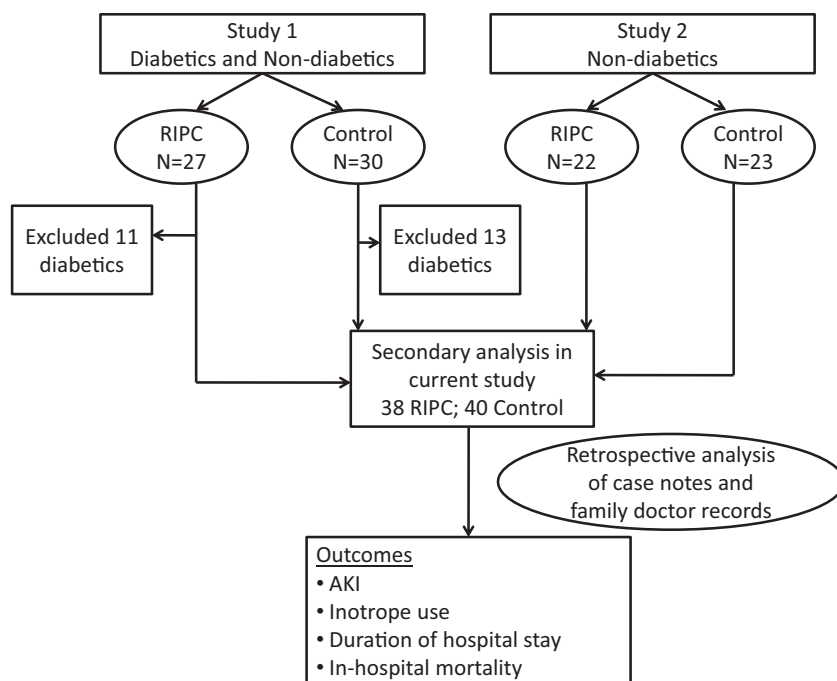 Study 1
Diabetics and Non-diabetics
Study 2
Non-diabetics
RIPC
N=27
Control
N=30
RIPC
N=22
Control
N=23
Excluded 11
diabetics
Excluded 13
diabetics
Secondary analysis in
current study
38 RIPC; 40 Control
Retrospective analysis
of case notes and
family doctor records
Outcomes
• AKI
• Inotrope use
• Duration of hospital stay
• In-hospital mortality